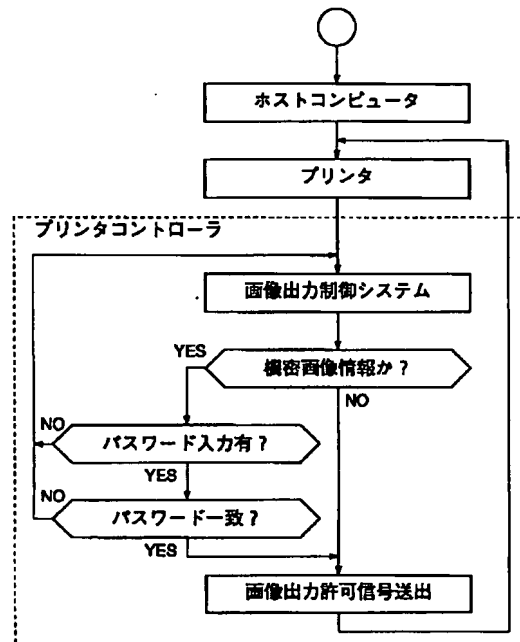 ホストコンピュータ
プリンタ
プリンタコントローラ
画像出力制御システム
YES
機密画像情報か？
NO
NO
パスワード入力有？
YES
NO
パスワード一致？
YES
画像出力許可信号送出